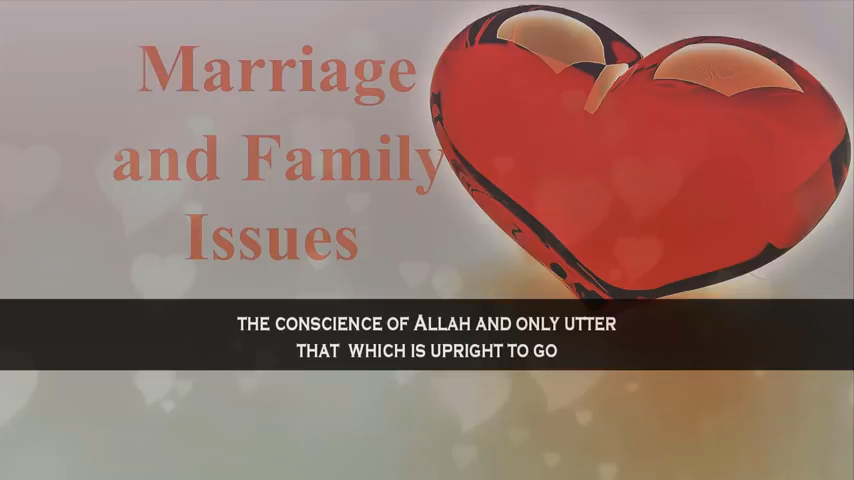 Marriage
and Family
Issues
THE CONSCIENCE OF ALLAH AND ONLY UTTER
THAT WHICH IS UPRIGHT TO GO